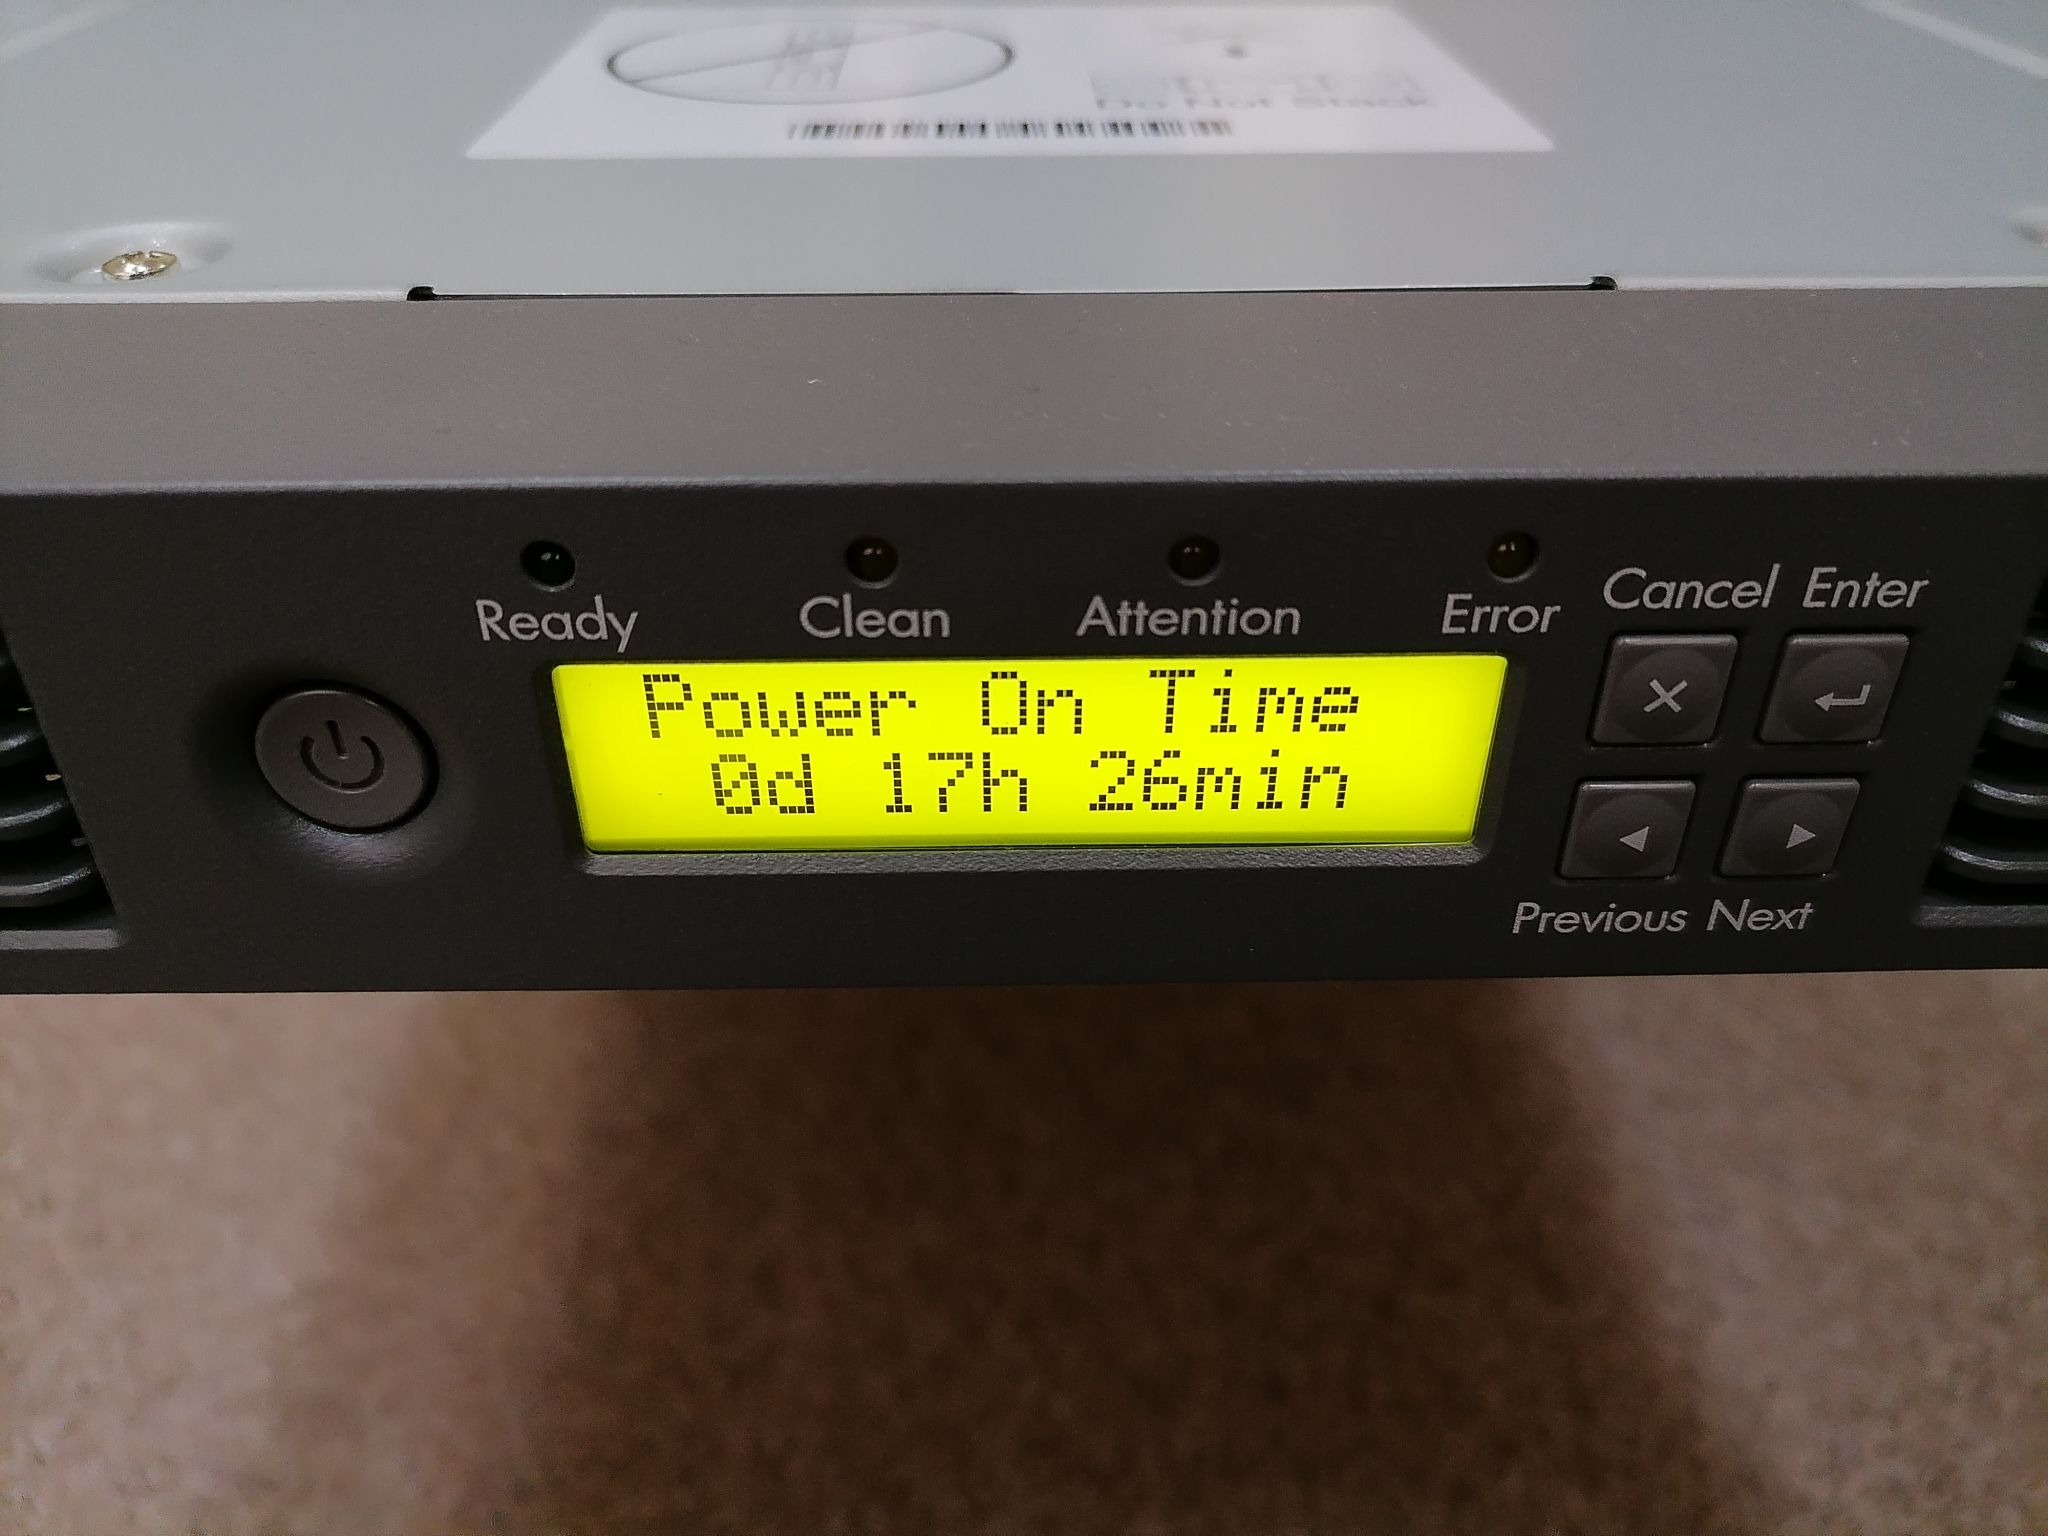 Do Not Stack
Ready Clean Attention Error
Cancel Enter
Power On Time
0d 17h 26min
Previous Next